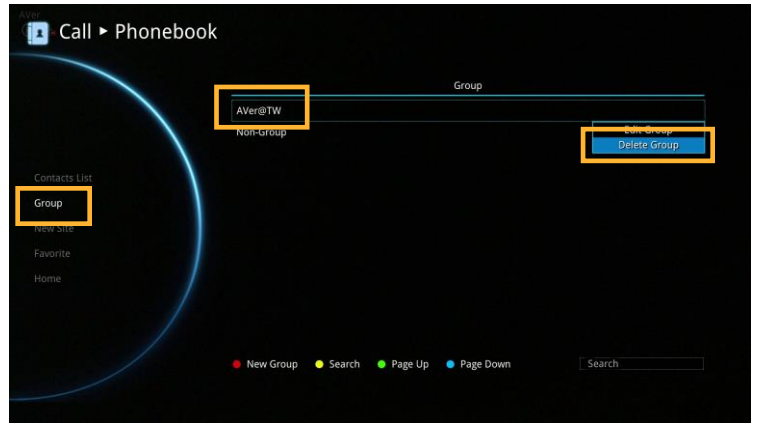 AVer
Call ▸ Phonebook
Group
AVer@TW
Non-Group
Edit Group
Delete Group
Contacts List
Group
New Site
Favorite
Home
New Group
Search
Page Up
Page Down
Search